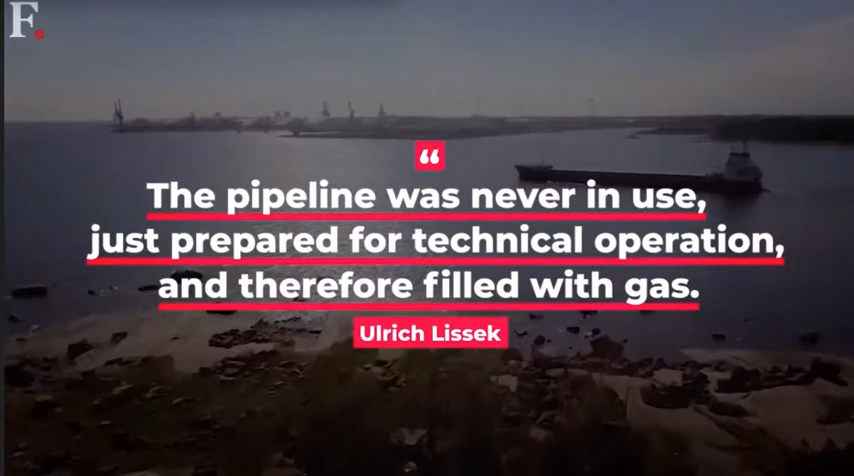 F.
“
The pipeline was never in use,
just prepared for technical operation,
and therefore filled with gas.
Ulrich Lissek